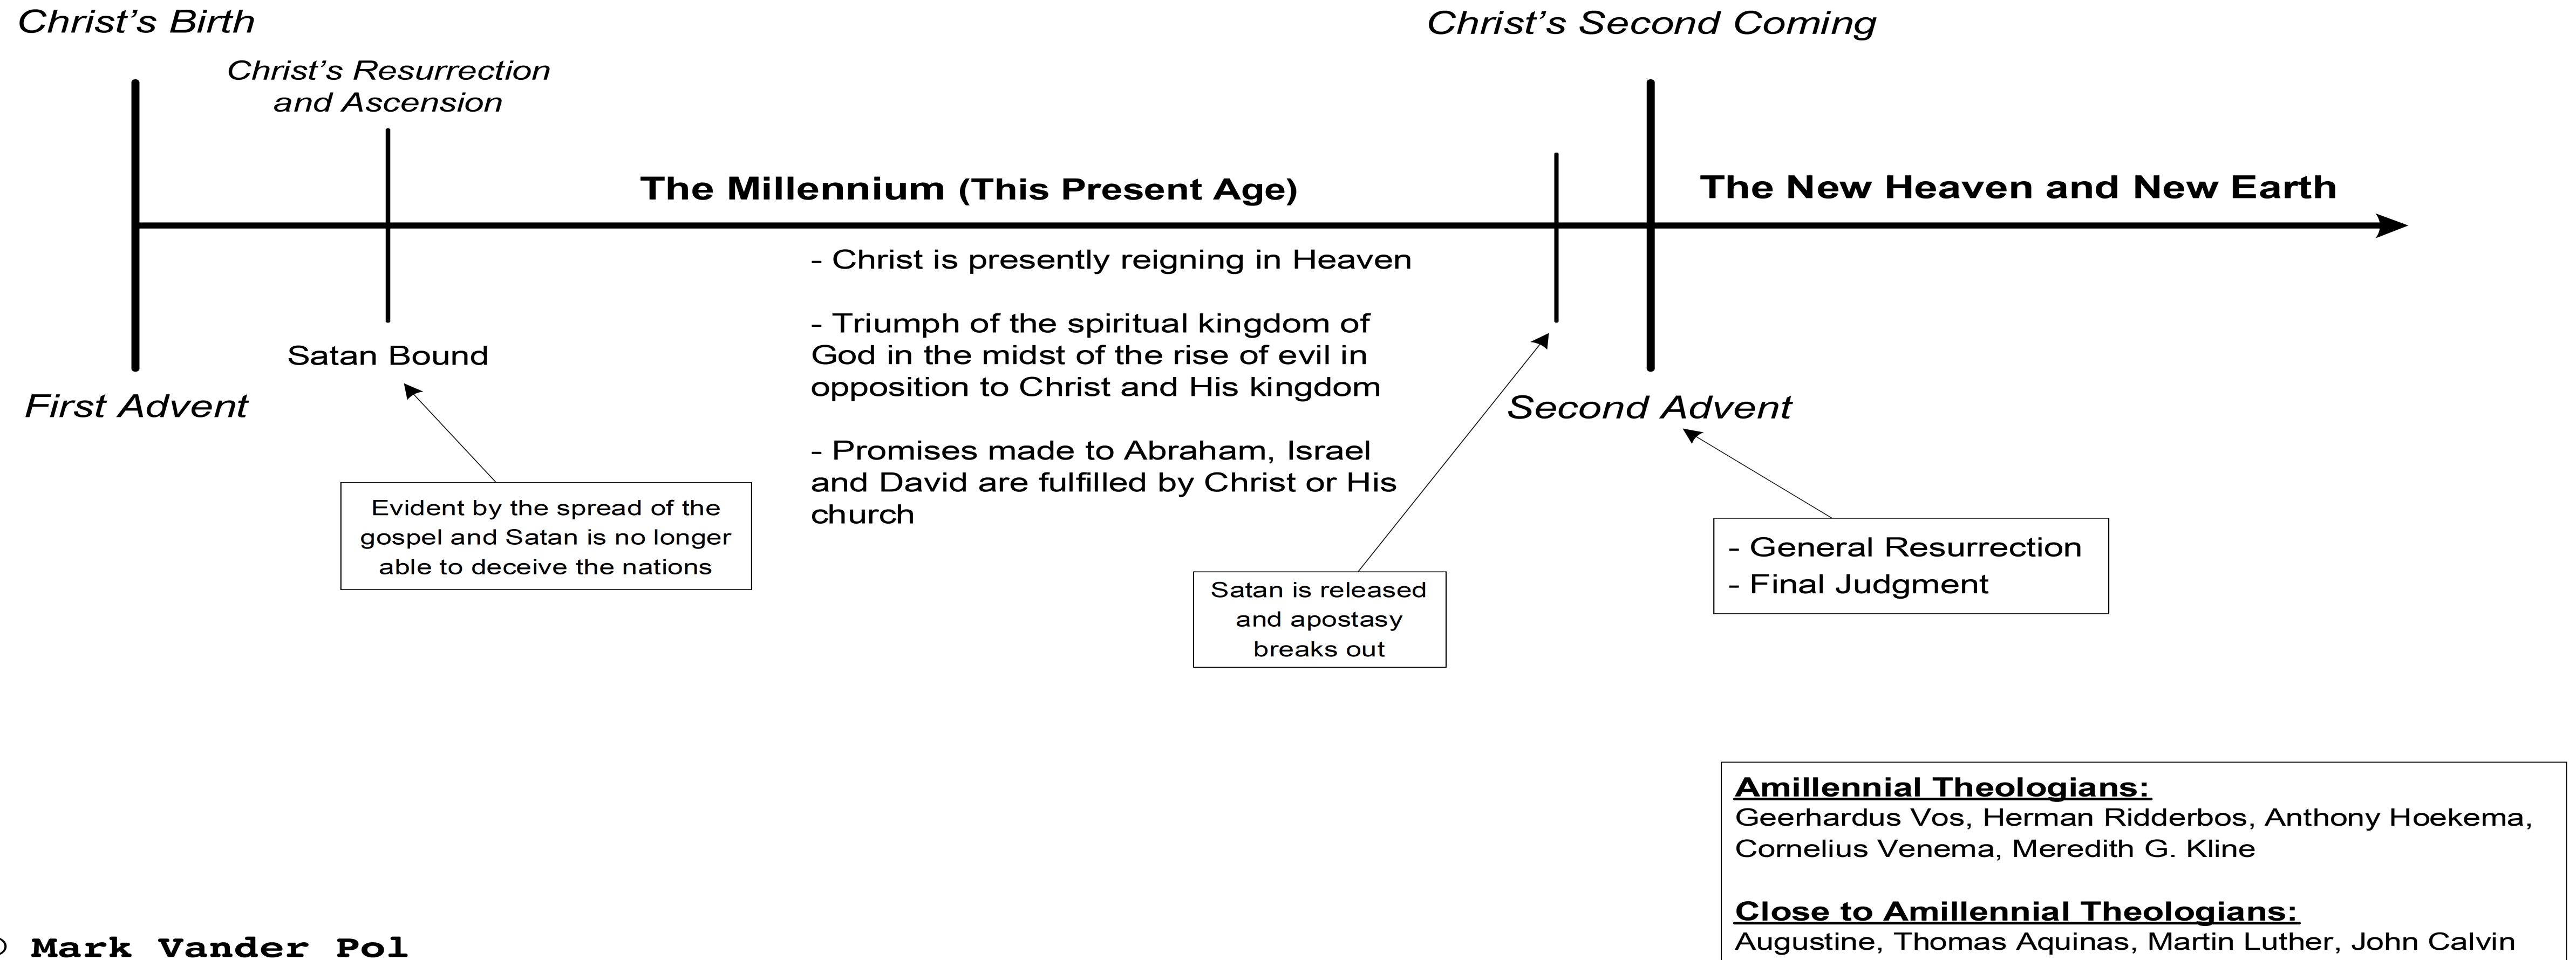 Christ's Birth
Christ's Second Coming
Christ's Resurrection
and Ascension
The Millennium (This Present Age)
The New Heaven and New Earth
- Christ is presently reigning in Heaven
- Triumph of the spiritual kingdom of
God in the midst of the rise of evil in
opposition to Christ and His kingdom
- Promises made to Abraham, Israel
and David are fulfilled by Christ or His
church
Satan Bound
First Advent
Second Advent
Evident by the spread of the
gospel and Satan is no longer
able to deceive the nations
Satan is released
and apostasy
breaks out
- General Resurrection
- Final Judgment
Amillennial Theologians:
Geerhardus Vos, Herman Ridderbos, Anthony Hoekema,
Cornelius Venema, Meredith G. Kline
Close to Amillennial Theologians:
Augustine, Thomas Aquinas, Martin Luther, John Calvin
Mark Vander Pol